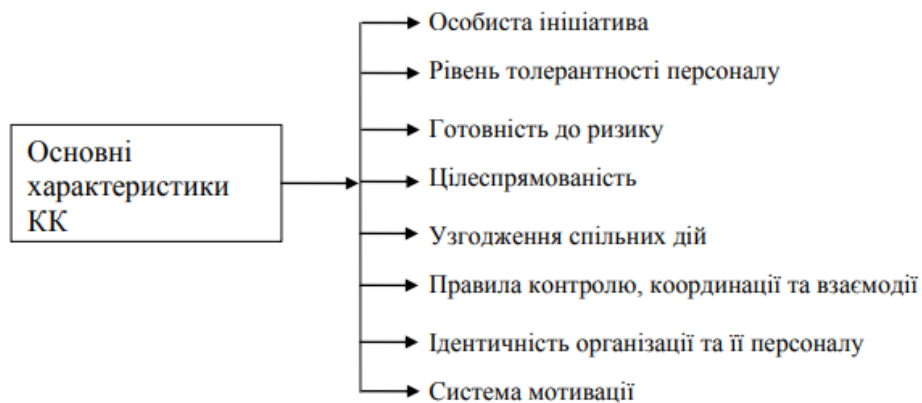 Основні
характеристики
КК
Особиста ініціатива
Рівень толерантності персоналу
Готовність до ризику
Цілеспрямованість
Узгодження спільних дій
Правила контролю, координації та взаємодії
Ідентичність організації та її персоналу
Система мотивації